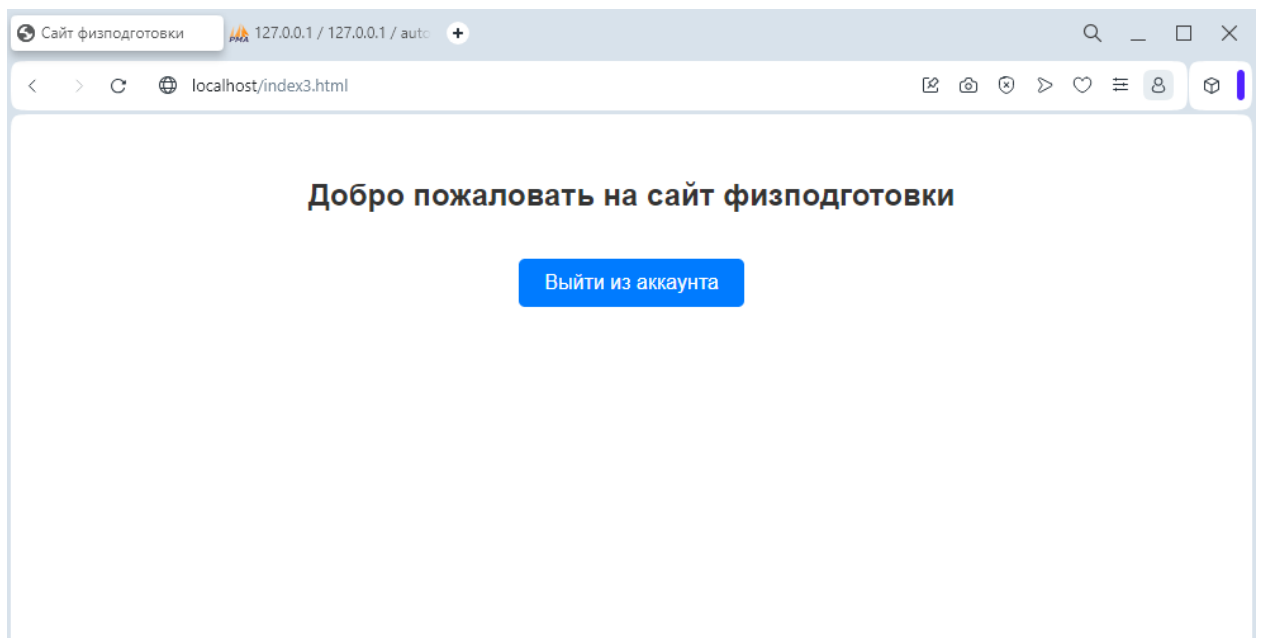 Сайт физподготовки
PMA 127.0.0.1 / 127.0.0.1 / auto
localhost/index3.html
Добро пожаловать на сайт физподготовки
Выйти из аккаунта